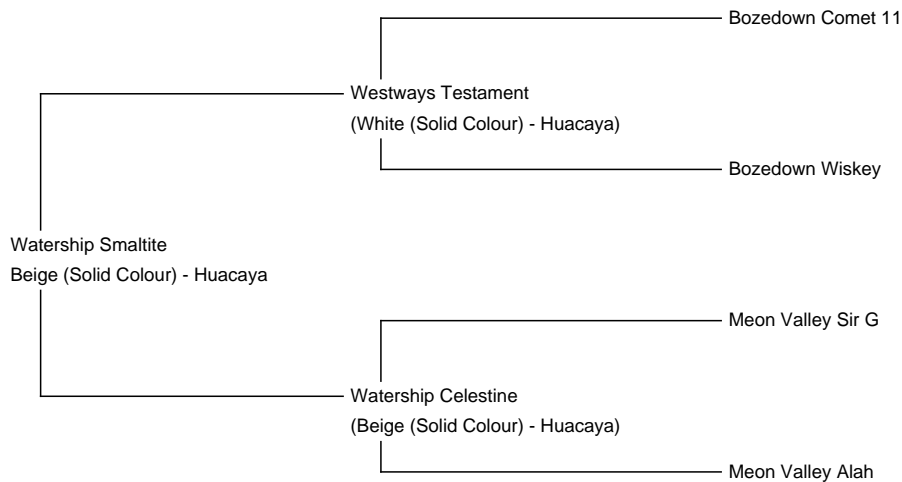 Bozedown Comet 11
Westways Testament
(White (Solid Colour) - Huacaya)
Bozedown Wiskey
Watership Smaltite
Beige (Solid Colour) - Huacaya
Meon Valley Sir G
Watership Celestine
(Beige (Solid Colour) - Huacaya)
Meon Valley Alah